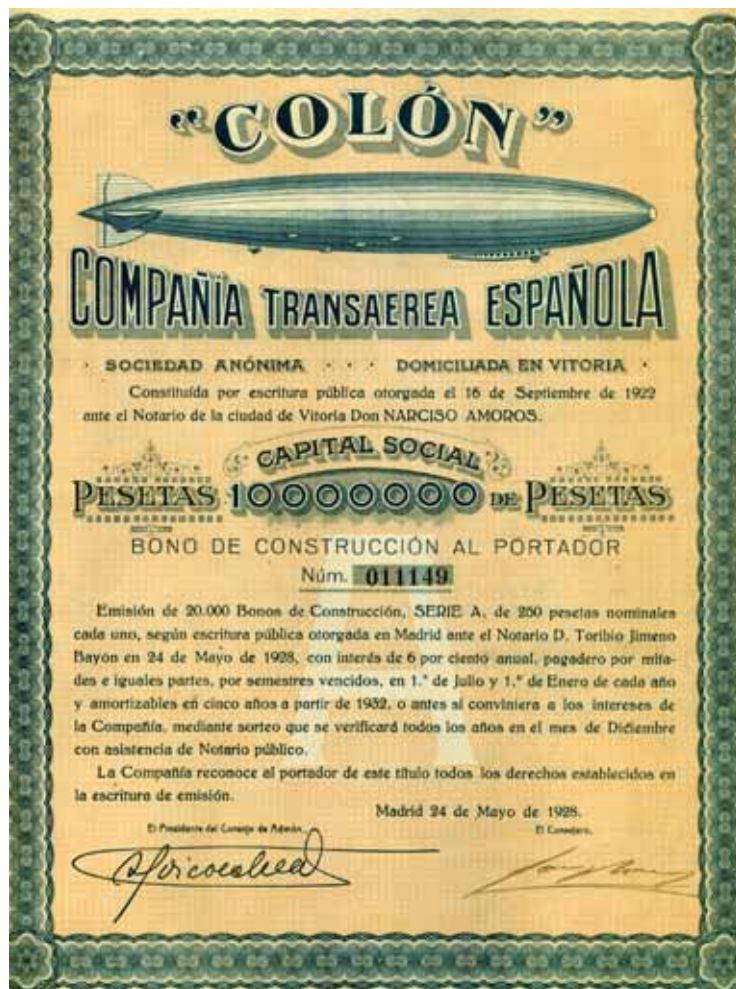 "COLÓN"
COMPAÑÍA TRANSAEREA ESPAÑOLA
· SOCIEDAD ANÓNIMA · · · DOMICILIADA EN VITORIA ·
Constituída por escritura pública otorgada el 16 de Septiembre de 1922
ante el Notario de la ciudad de Vitoria Don NARCISO AMOROS.
CAPITAL SOCIAL
PESETAS 10000000 DE PESETAS
BONO DE CONSTRUCCIÓN AL PORTADOR
Núm. 011149
Emisión de 20.000 Bonos de Construcción, SERIE A, de 250 pesetas nominales
cada uno, según escritura pública otorgada en Madrid ante el Notario D. Toribio Jimeno
Bayón en 24 de Mayo de 1928, con interés de 6 por ciento anual, pagadero por mita-
des e iguales partes, por semestres vencidos, en 1.º de Julio y 1.º de Enero de cada año
y amortizables en cinco años a partir de 1932, o antes si conviniera a los intereses de
la Compañía, mediante sorteo que se verificará todos los años en el mes de Diciembre
con asistencia de Notario público.
La Compañía reconoce al portador de este título todos los derechos establecidos en
la escritura de emisión.
Madrid 24 de Mayo de 1928.
El Presidente del Consejo de Admón.
El Consejero,